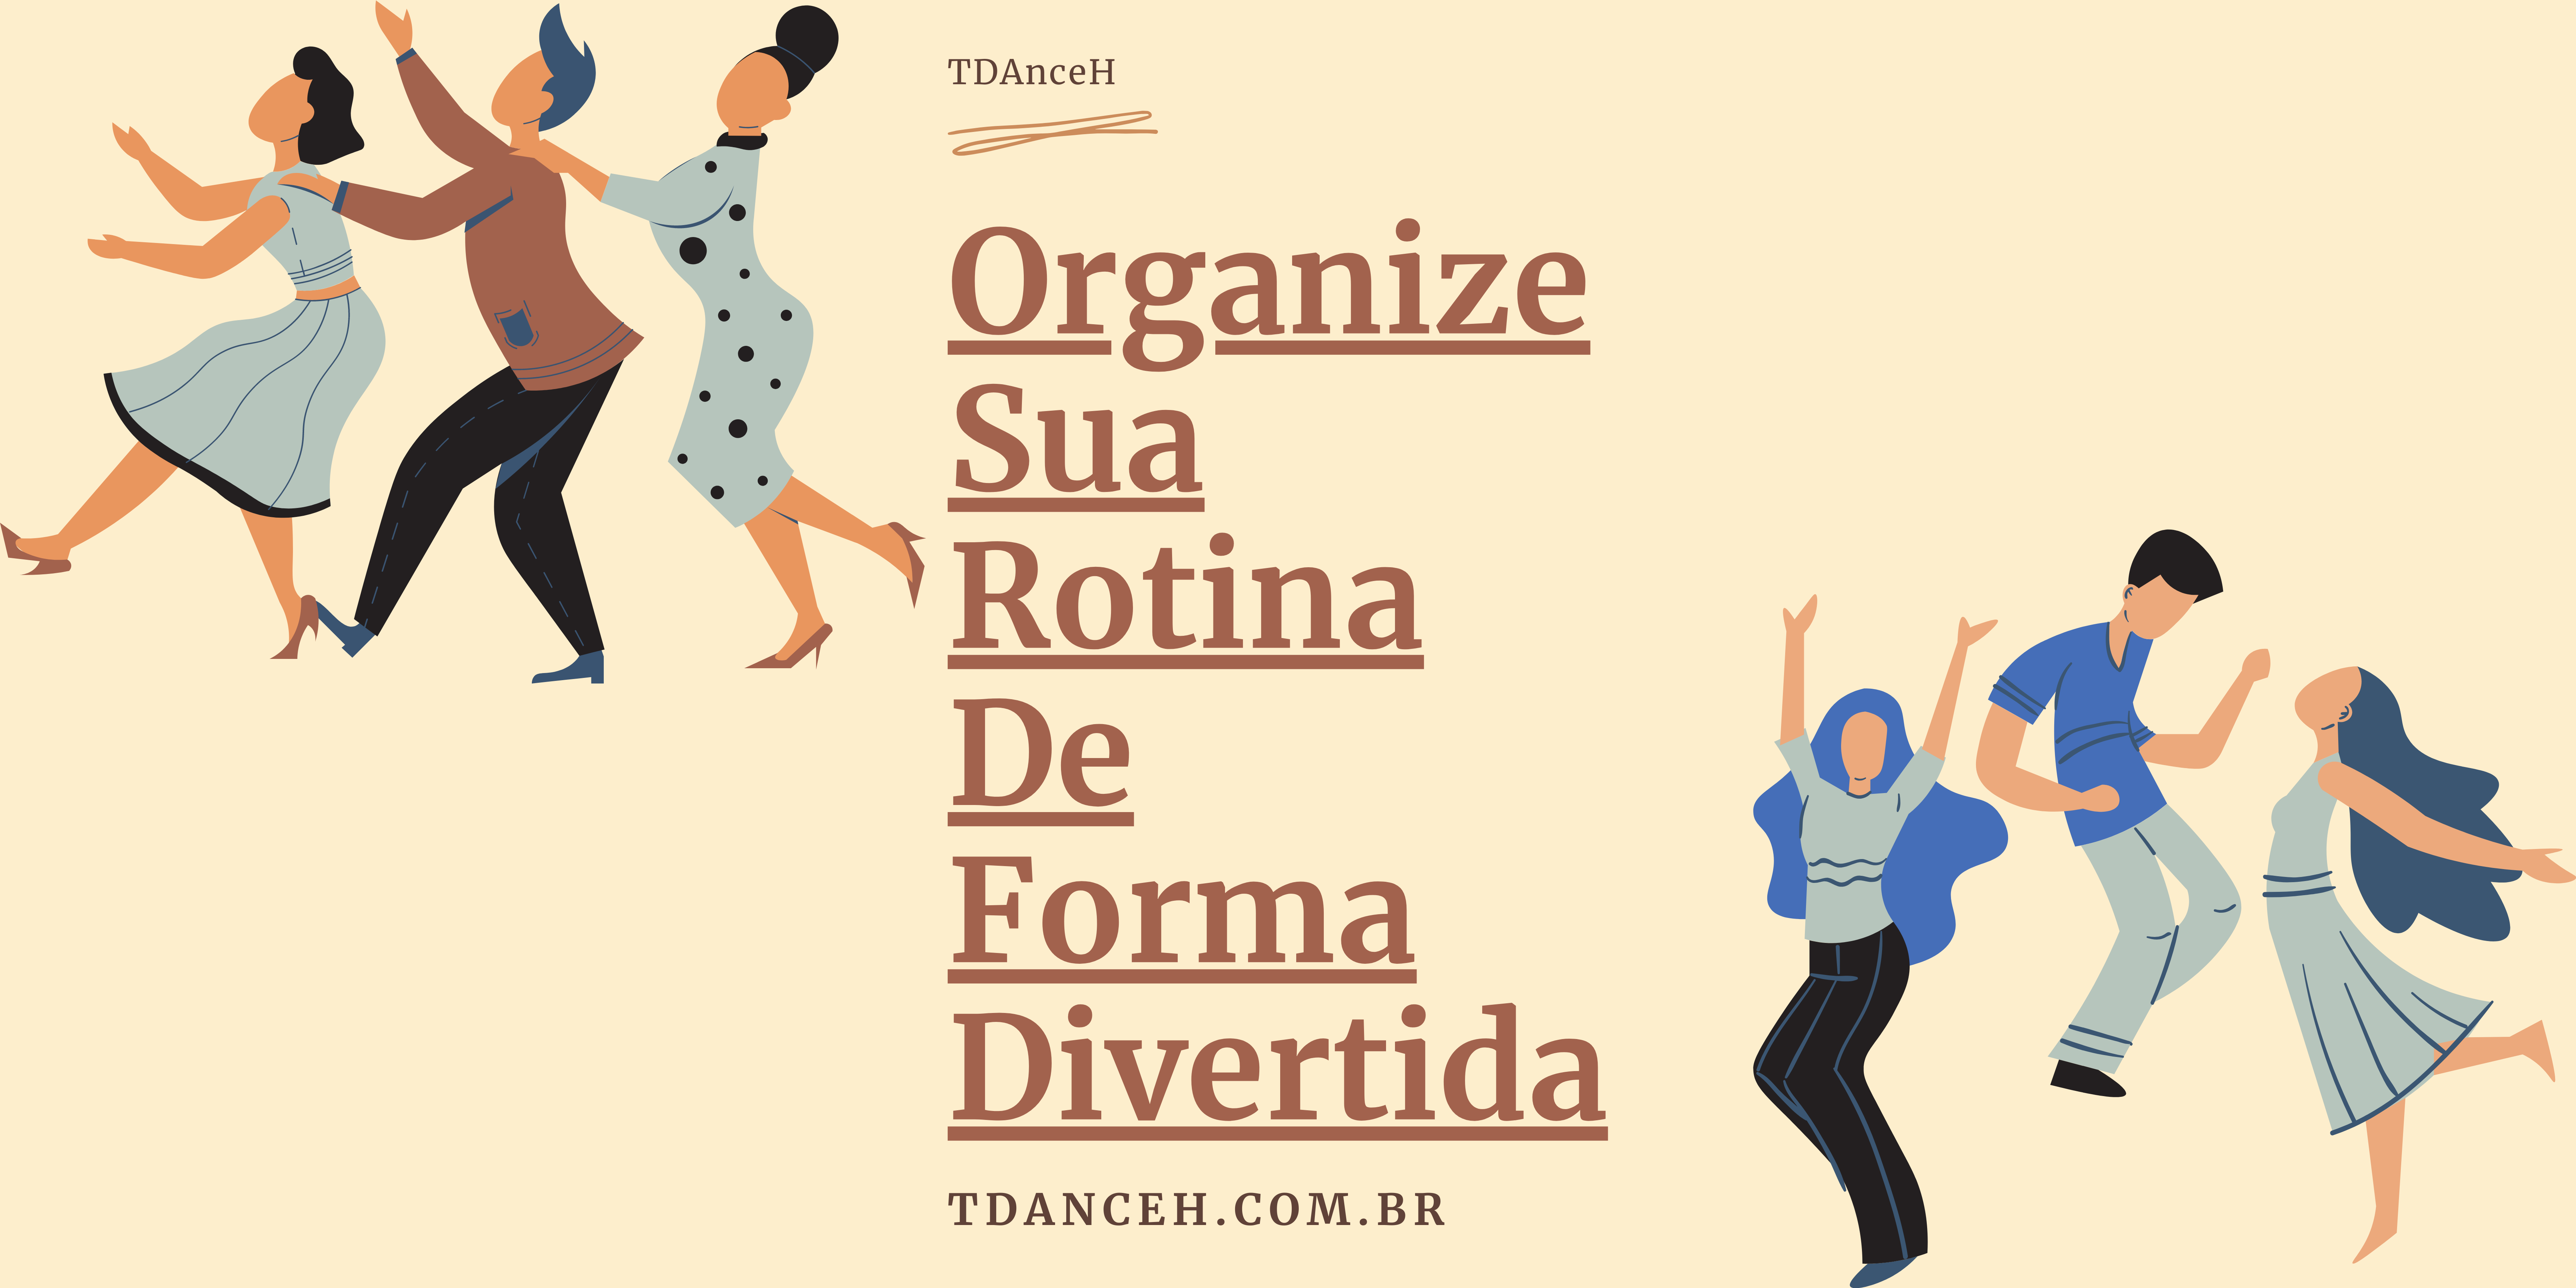 TDAnceH
Organize
Sua
Rotina
De
Forma
Divertida
TDANCEH.COM.BR